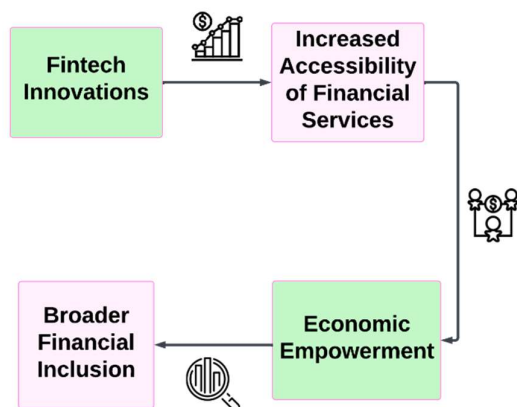 Fintech
Innovations
Increased
Accessibility
of Financial
Services
$
$
Economic
Empowerment
Broader
Financial
Inclusion